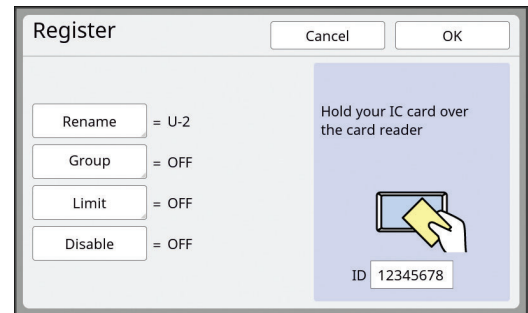 Register
Cancel
OK
Rename = U-2
Group = OFF
Limit = OFF
Disable = OFF
Hold your IC card over
the card reader
ID 12345678